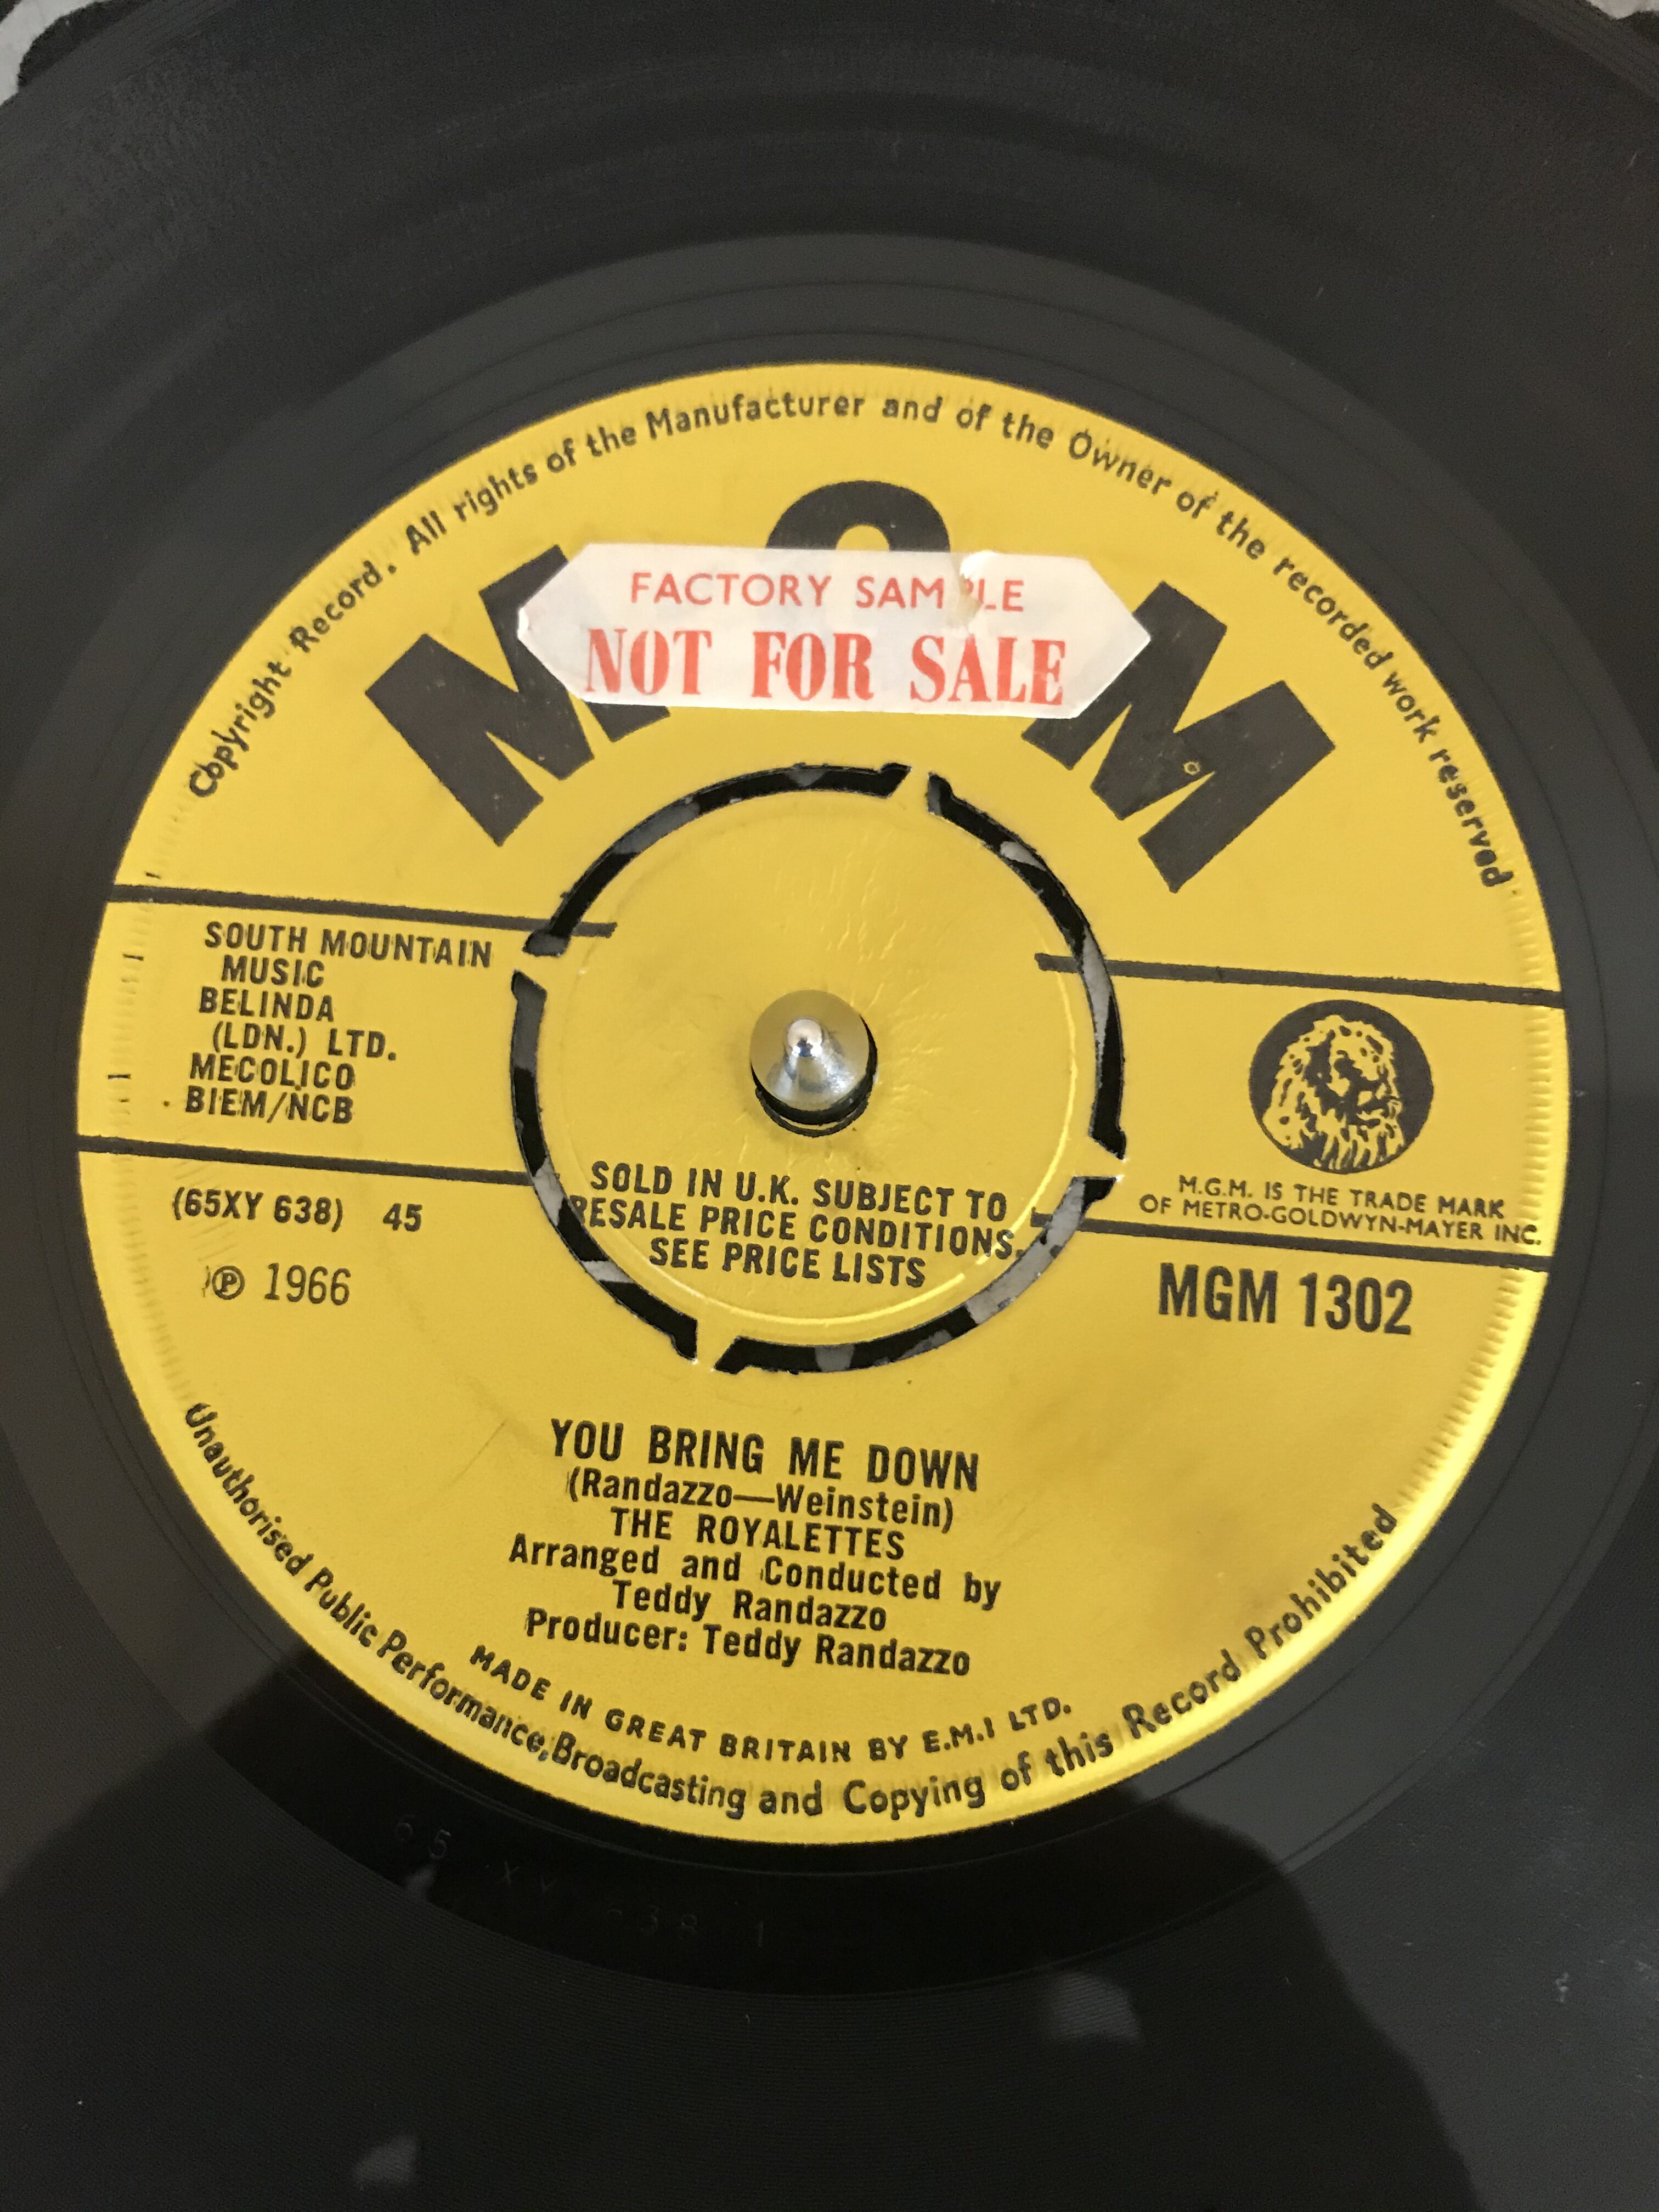 Copyright Record. All rights of the Manufacturer and of the Owner of the recorded work reserved
M G M
FACTORY SAMPLE
NOT FOR SALE
SOUTH MOUNTAIN
MUSIC
BELINDA
(LDN.) LTD.
MECOLICO
BIEM/NCB
M.G.M. IS THE TRADE MARK
OF METRO-GOLDWYN-MAYER INC.
SOLD IN U.K. SUBJECT TO
RESALE PRICE CONDITIONS.
SEE PRICE LISTS
(65XY 638) 45
℗ 1966
MGM 1302
YOU BRING ME DOWN
(Randazzo—Weinstein)
THE ROYALETTES
Arranged and Conducted by
Teddy Randazzo
Producer: Teddy Randazzo
MADE IN GREAT BRITAIN BY E.M.I LTD.
Unauthorised Public Performance, Broadcasting and Copying of this Record Prohibited
65 XY 638 1